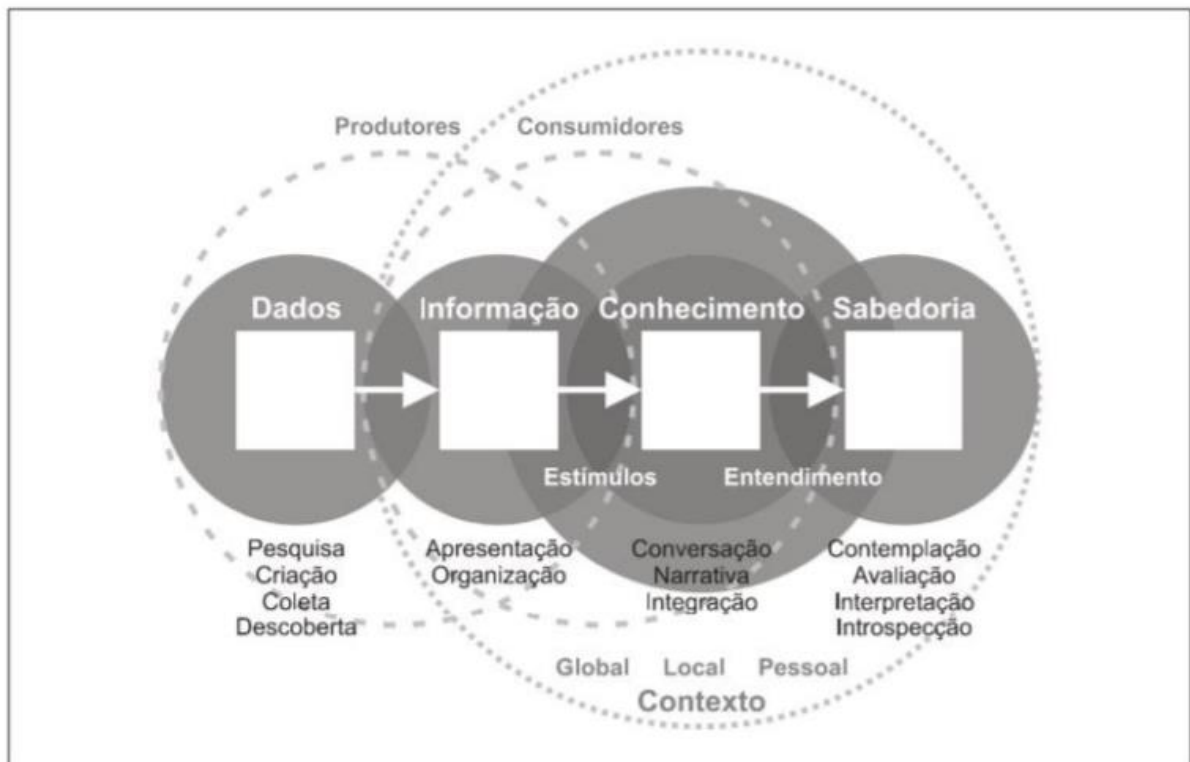 Produtores Consumidores
Dados Informação Conhecimento Sabedoria
Estímulos Entendimento
Pesquisa
Criação
Coleta
Descoberta
Apresentação
Organização
Conversação
Narrativa
Integração
Contemplação
Avaliação
Interpretação
Introspecção
Global Local Pessoal
Contexto